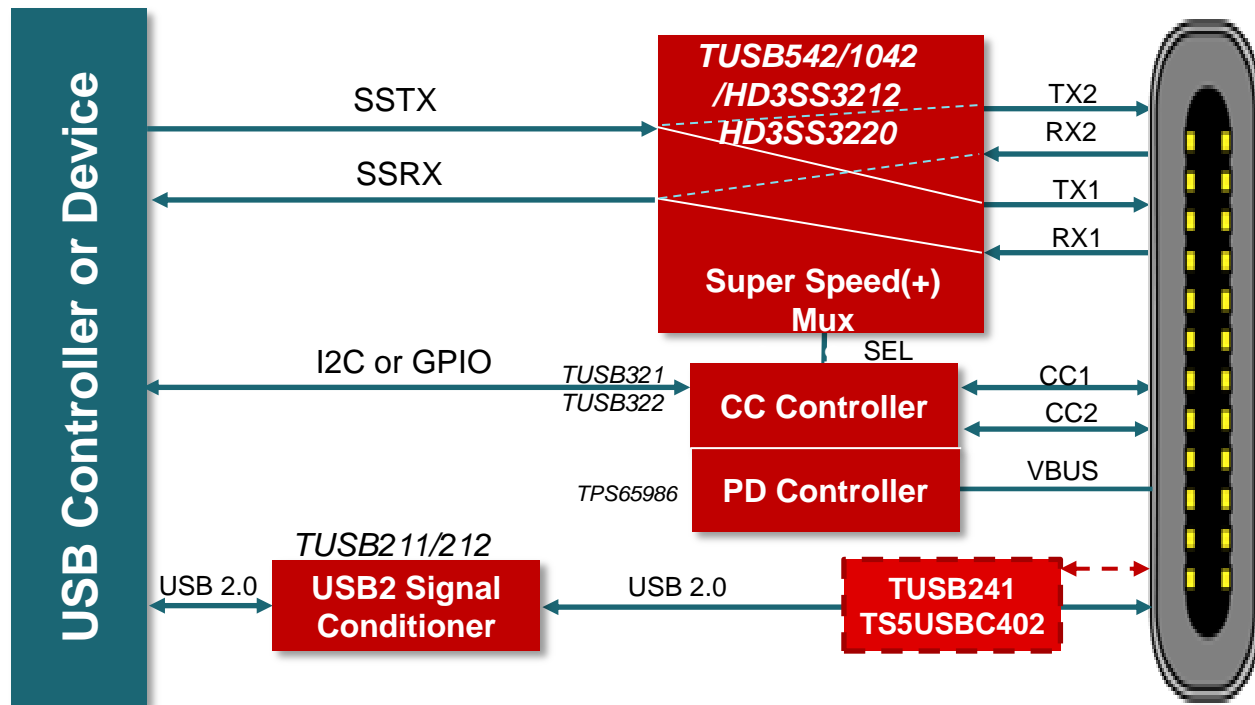 USB Controller or Device
SSTX
SSRX
TUSB542/1042
/HD3SS3212
HD3SS3220
Super Speed(+)
Mux
TX2
RX2
TX1
RX1
SEL
I2C or GPIO
TUSB321
TUSB322
CC Controller
CC1
CC2
TPS65986
PD Controller
VBUS
TUSB211/212
USB 2.0
USB2 Signal
Conditioner
USB 2.0
TUSB241
TS5USBC402